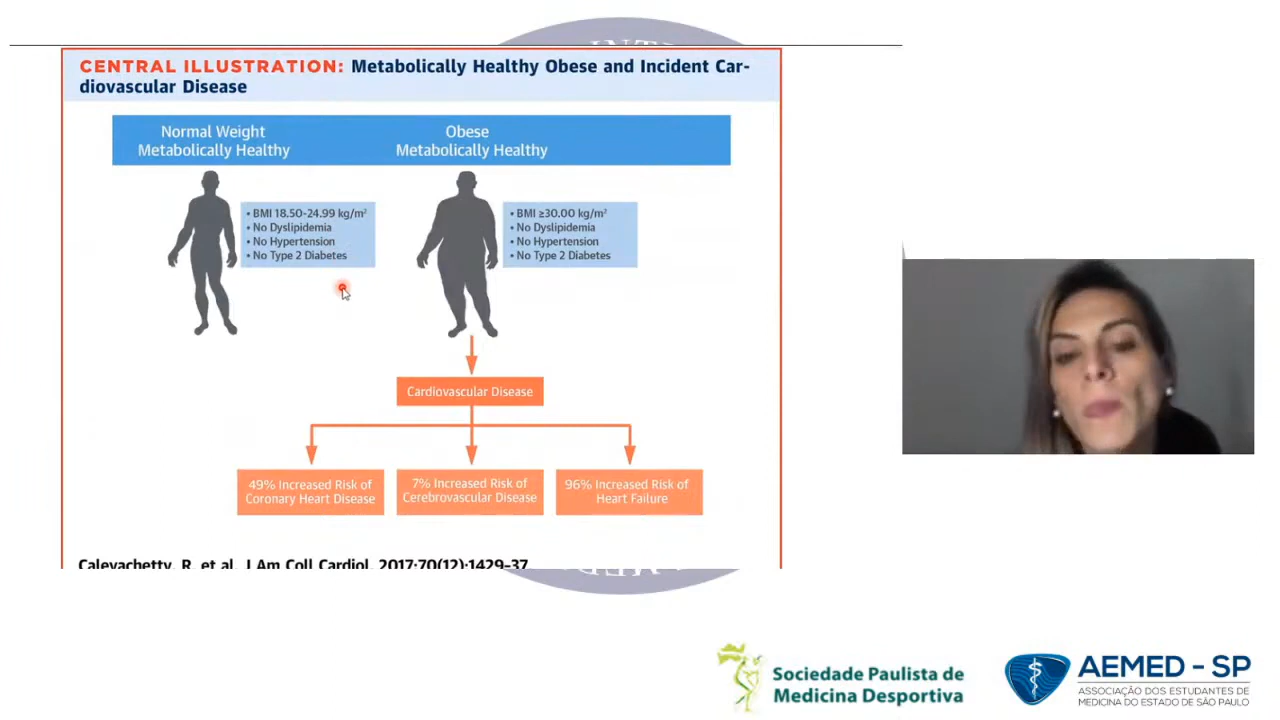 CENTRAL ILLUSTRATION: Metabolically Healthy Obese and Incident Car-
diovascular Disease
Normal Weight
Metabolically Healthy
Obese
Metabolically Healthy
• BMI 18.50-24.99 kg/m²
• No Dyslipidemia
• No Hypertension
• No Type 2 Diabetes
• BMI ≥30.00 kg/m²
• No Dyslipidemia
• No Hypertension
• No Type 2 Diabetes
Cardiovascular Disease
49% Increased Risk of
Coronary Heart Disease
7% Increased Risk of
Cerebrovascular Disease
96% Increased Risk of
Heart Failure
Caleyachetty, R. et al. J Am Coll Cardiol. 2017;70(12):1429-37.
Sociedade Paulista de
Medicina Desportiva
AEMED - SP
ASSOCIAÇÃO DOS ESTUDANTES DE
MEDICINA DO ESTADO DE SÃO PAULO